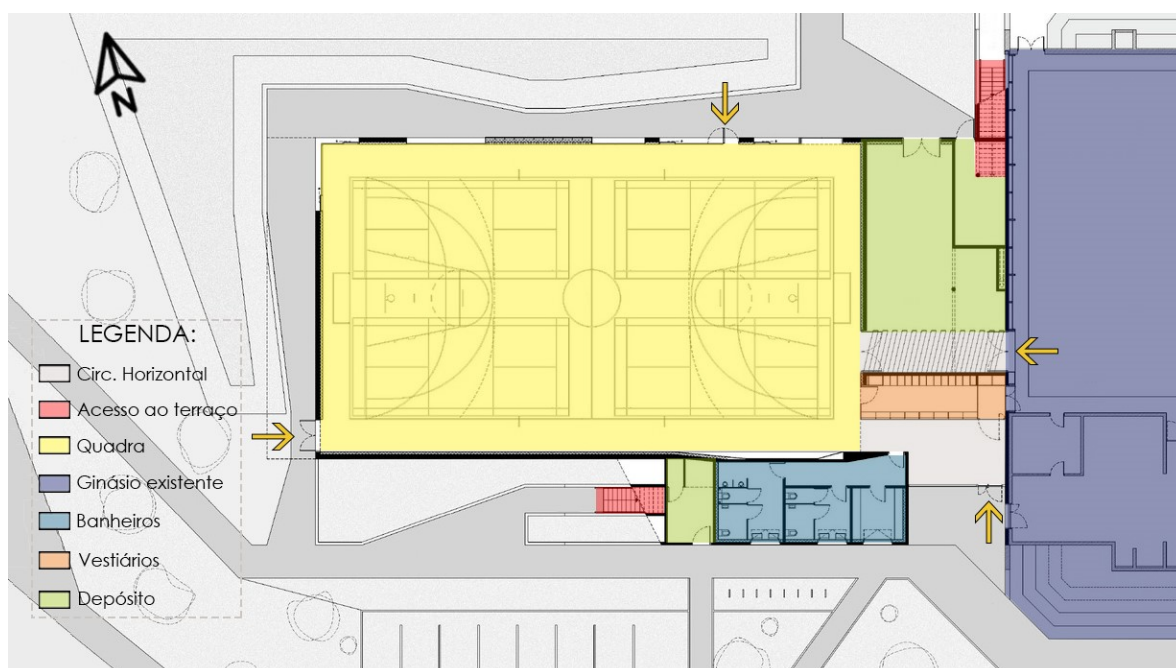 N
LEGENDA:
Circ. Horizontal
Acesso ao terraço
Quadra
Ginásio existente
Banheiros
Vestiários
Depósito